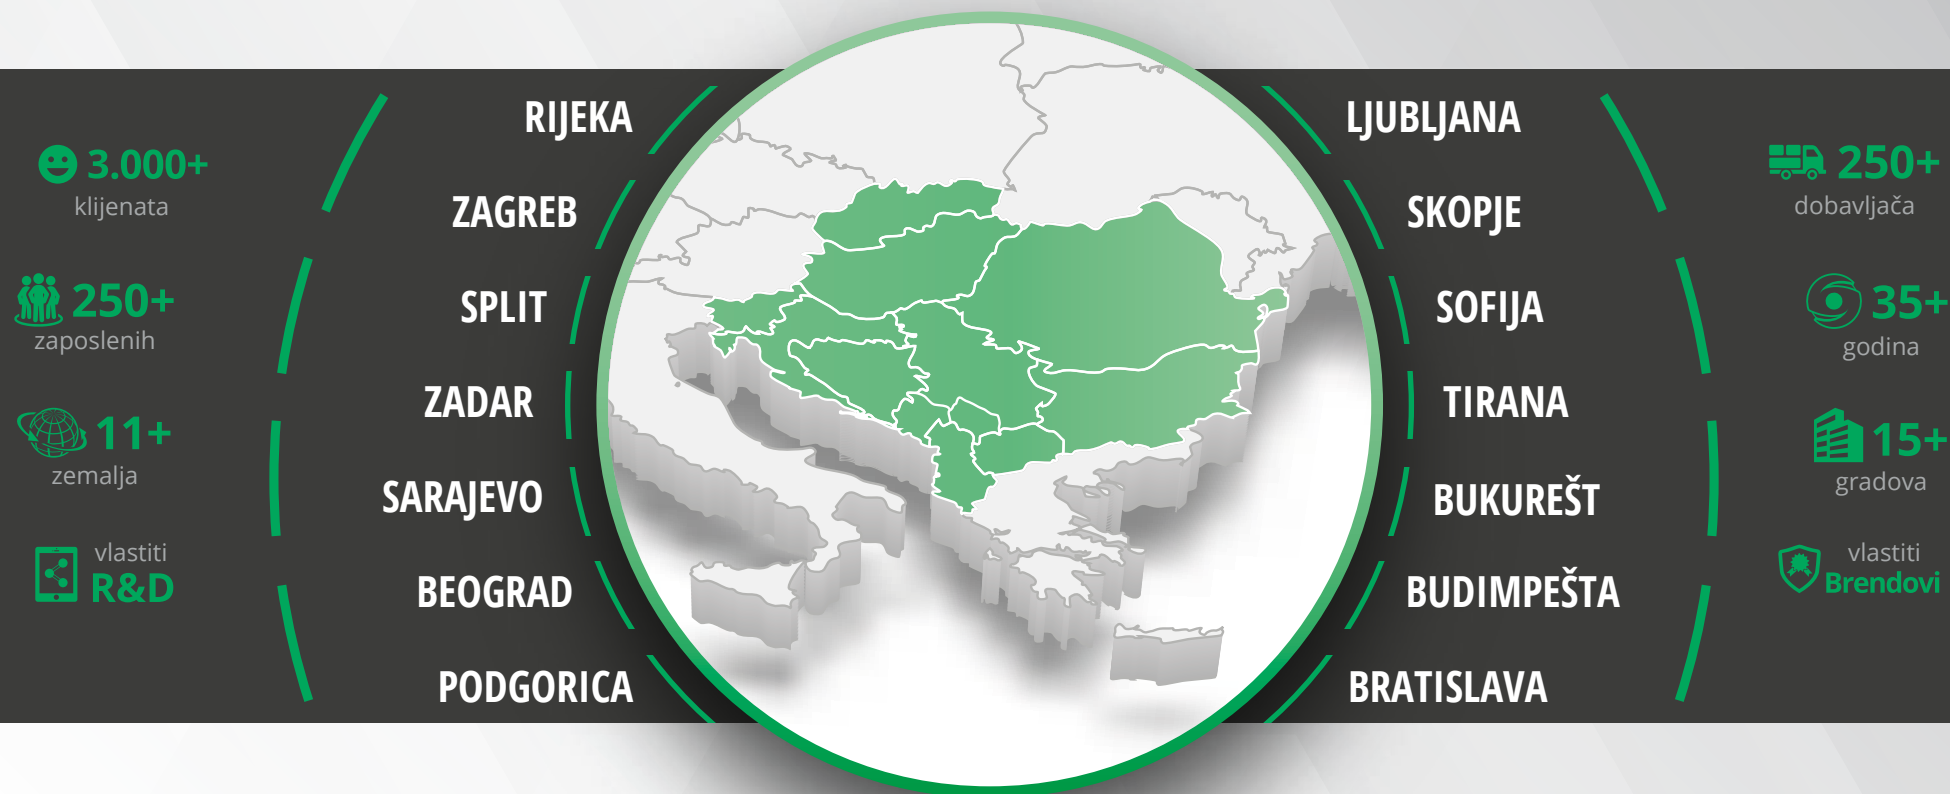 3.000+
klijenata
250+
zaposlenih
11+
zemalja
vlastiti
R&D
RIJEKA
ZAGREB
SPLIT
ZADAR
SARAJEVO
BEOGRAD
PODGORICA
LJUBLJANA
SKOPJE
SOFIJA
TIRANA
BUKUREŠT
BUDIMPEŠTA
BRATISLAVA
250+
dobavljača
35+
godina
15+
gradova
vlastiti
Brendovi